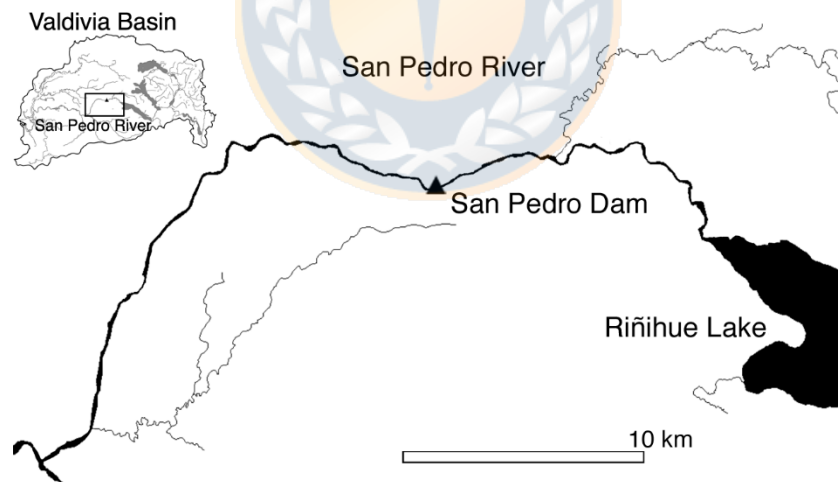 Valdivia Basin
San Pedro River
San Pedro River
San Pedro Dam
Riñihue Lake
10 km